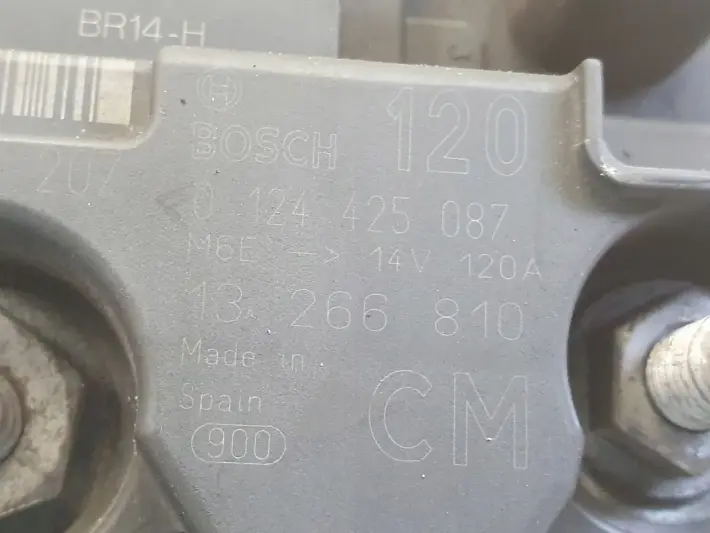 BR14-H
BOSCH 120
207
0 124 425 087
M6E -> 14V 120A
13 266 810
Made in
Spain
900
CM